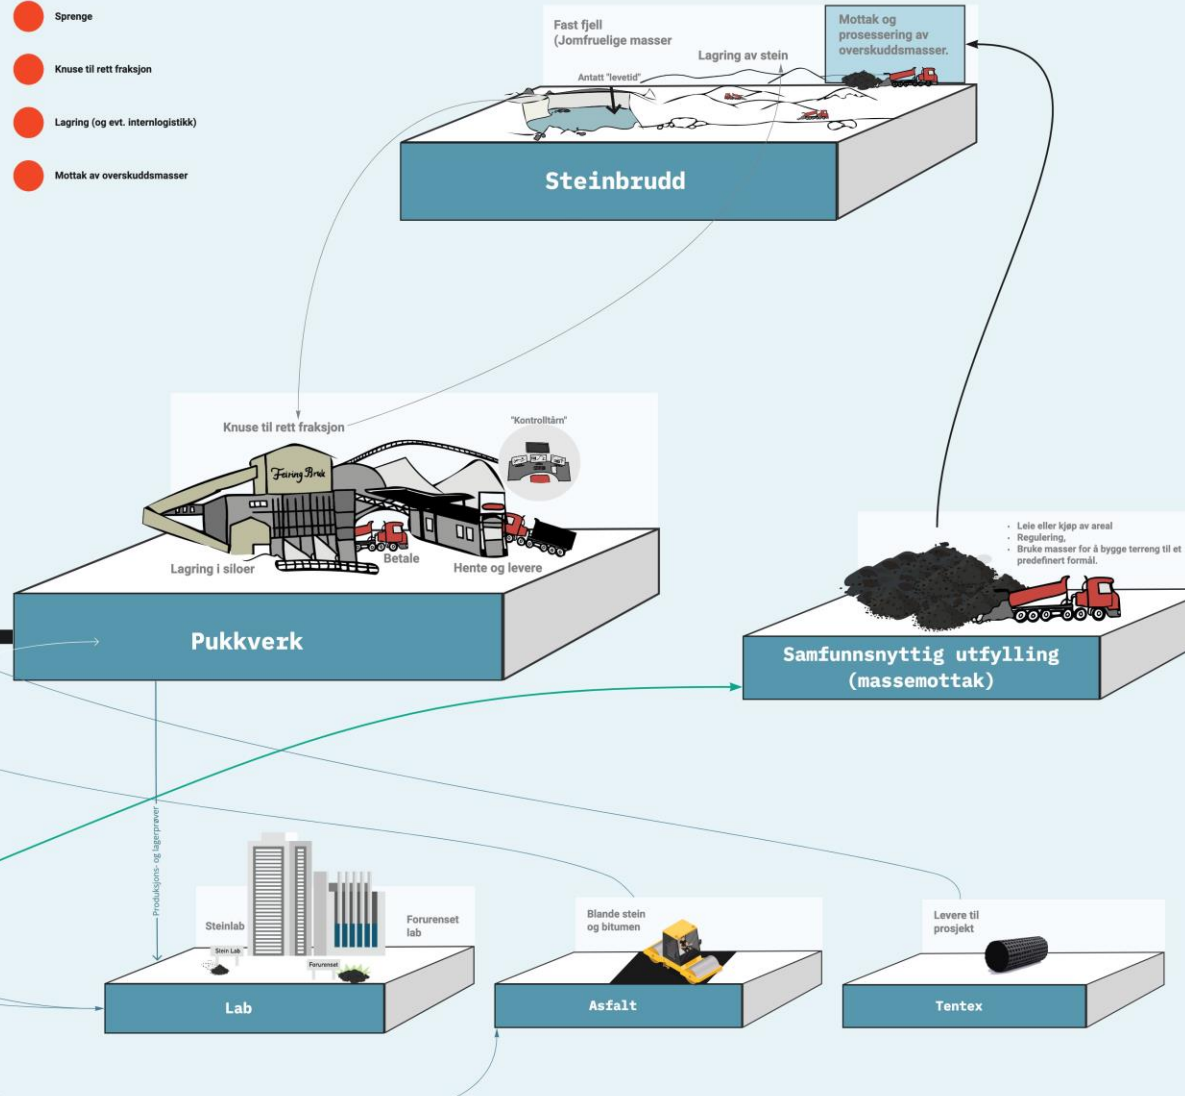 Sprenge
Knuse til rett fraksjon
Lagring (og evt. internlogistikk)
Mottak av overskuddsmasser
Fast fjell
(Jomfruelige masser
Antatt "levetid"
Lagring av stein
Mottak og
prosessering av
overskuddsmasser.
Steinbrudd
Knuse til rett fraksjon
"Kontrolltårn"
Feiring Bruk
Lagring i siloer
Betale
Hente og levere
Pukkverk
• Leie eller kjøp av areal
• Regulering,
• Bruke masser for å bygge terreng til et
predefinert formål.
Samfunnsnyttig utfylling
(massemottak)
Produksjons- og lagerprøver
Steinlab
Forurenset
lab
Stein Lab
Forurenset
Lab
Blande stein
og bitumen
Asfalt
Levere til
prosjekt
Tentex